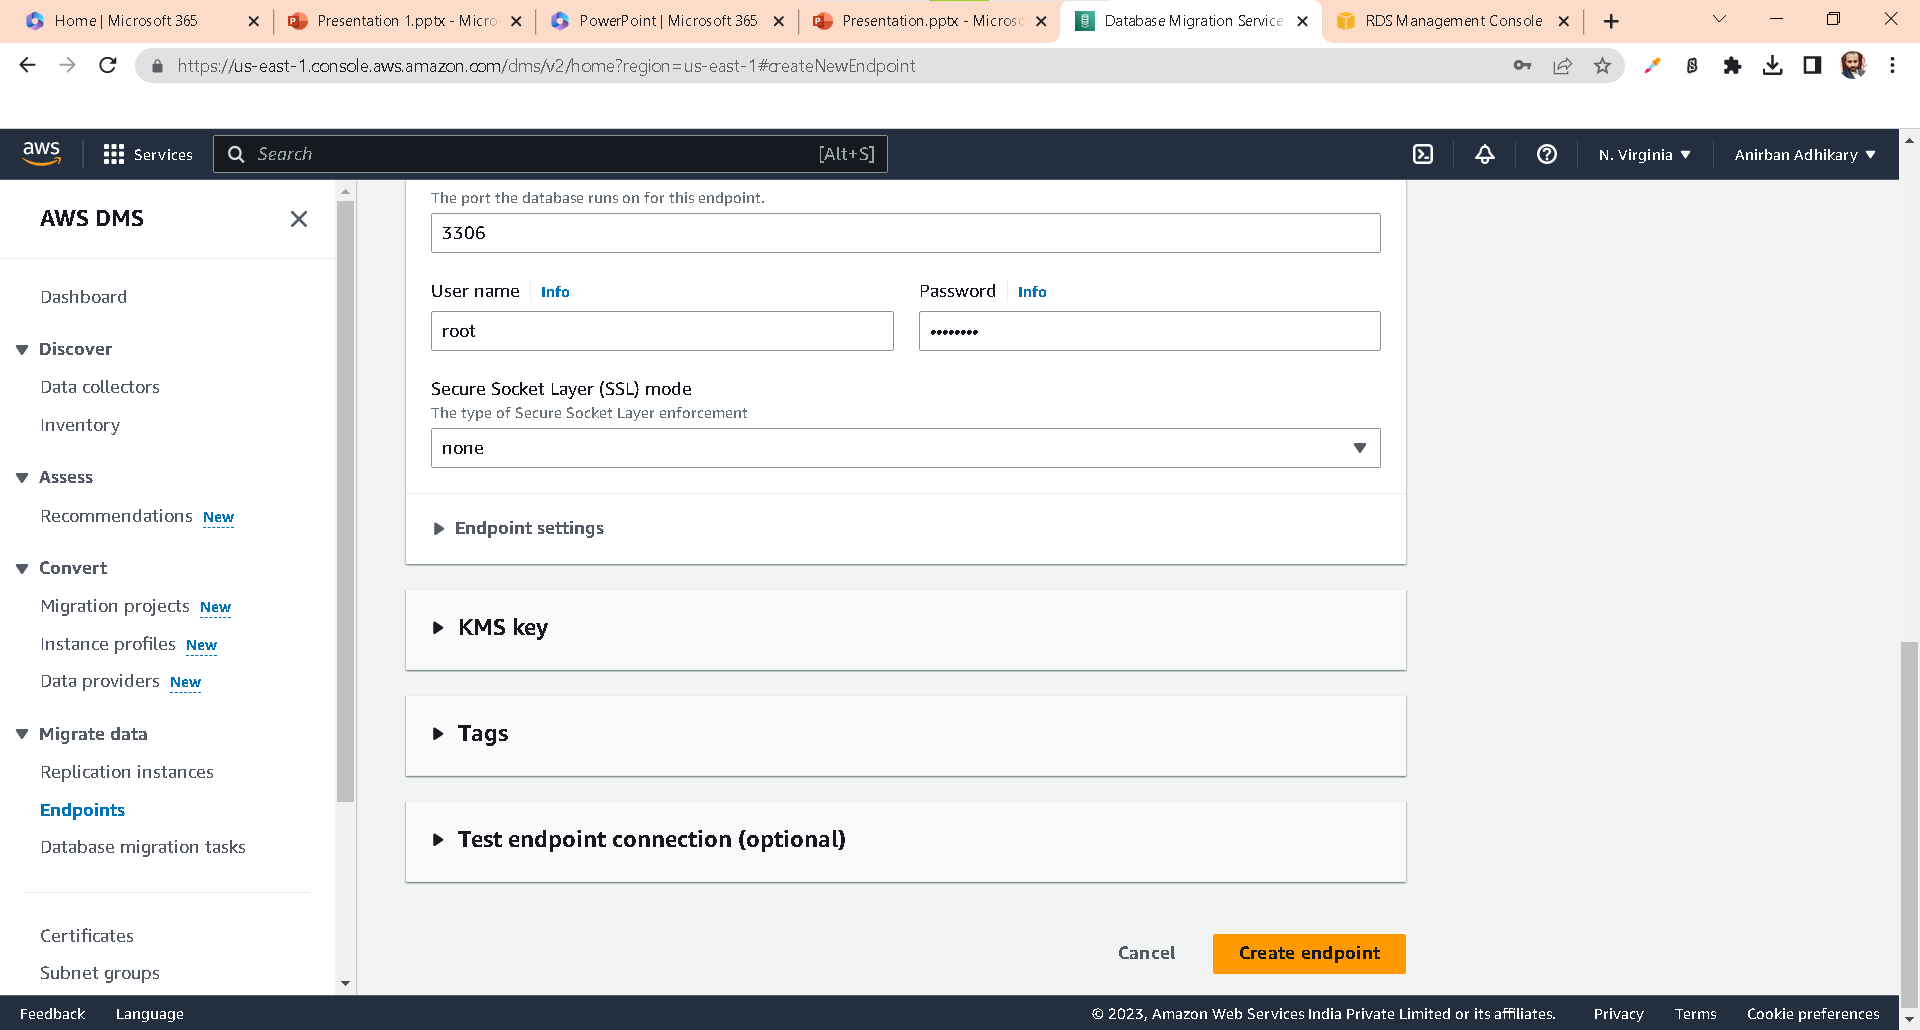 Home | Microsoft 365
Presentation 1.pptx - Micro
PowerPoint | Microsoft 365
Presentation.pptx - Microsc
Database Migration Service
RDS Management Console
https://us-east-1.console.aws.amazon.com/dms/v2/home?region=us-east-1#createNewEndpoint
aws
Services
Search
[Alt+S]
N. Virginia
Anirban Adhikary
AWS DMS
Dashboard
Discover
Data collectors
Inventory
Assess
Recommendations New
Convert
Migration projects New
Instance profiles New
Data providers New
Migrate data
Replication instances
Endpoints
Database migration tasks
Certificates
Subnet groups
The port the database runs on for this endpoint.
3306
User name Info
Password Info
root
••••••••
Secure Socket Layer (SSL) mode
The type of Secure Socket Layer enforcement
none
Endpoint settings
KMS key
Tags
Test endpoint connection (optional)
Cancel
Create endpoint
Feedback
Language
© 2023, Amazon Web Services India Private Limited or its affiliates.
Privacy
Terms
Cookie preferences